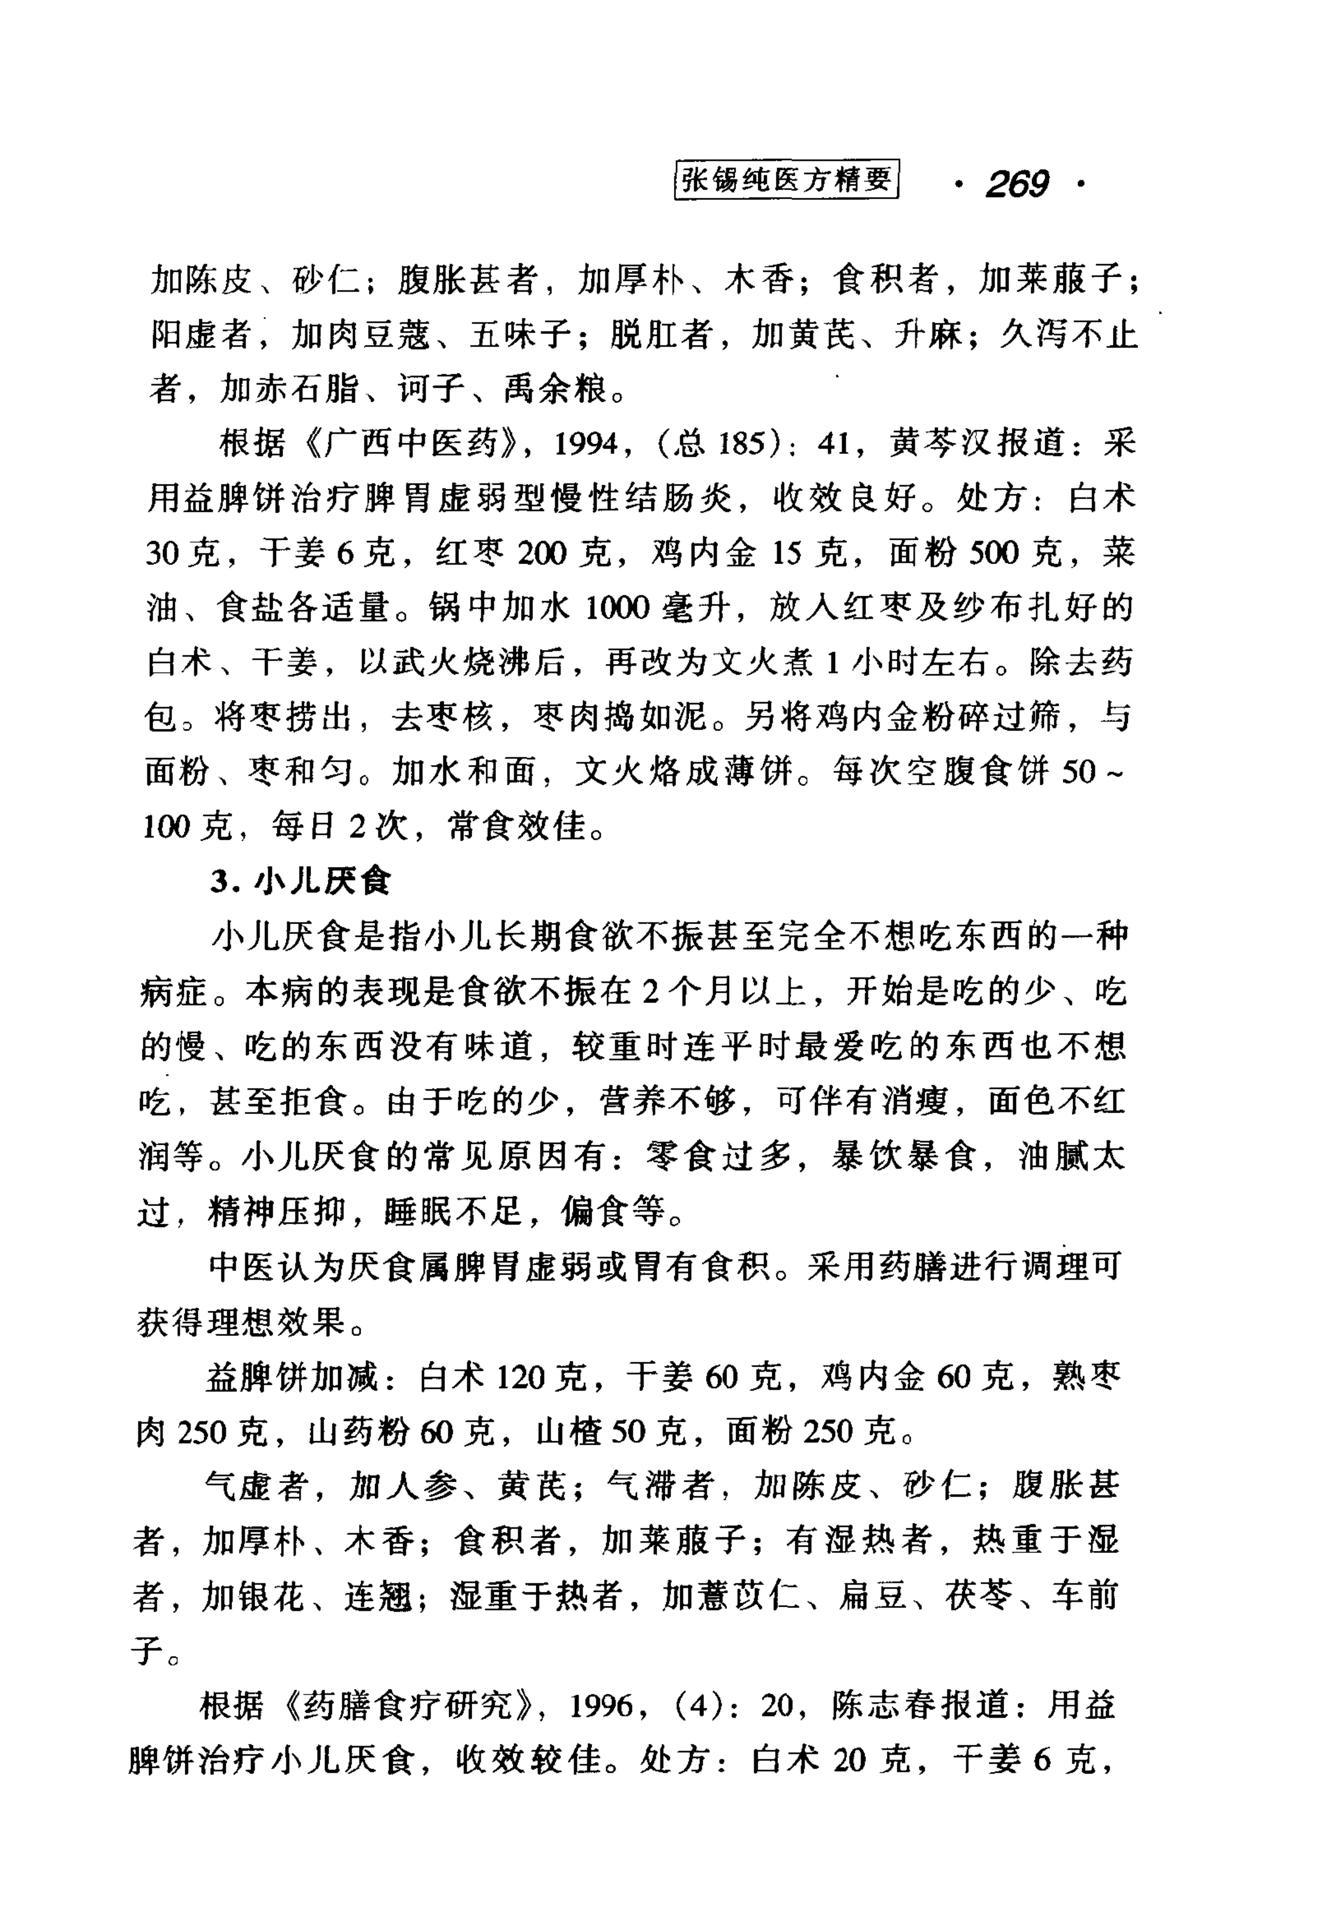 张锡纯医方精要 · 269 ·
加陈皮、砂仁；腹胀甚者，加厚朴、木香；食积者，加莱菔子；
阳虚者，加肉豆蔻、五味子；脱肛者，加黄芪、升麻；久泻不止
者，加赤石脂、诃子、禹余粮。
根据《广西中医药》，1994，(总 185)：41，黄芩汉报道：采
用益脾饼治疗脾胃虚弱型慢性结肠炎，收效良好。处方：白术
30 克，干姜 6 克，红枣 200 克，鸡内金 15 克，面粉 500 克，菜
油、食盐各适量。锅中加水 1000 毫升，放入红枣及纱布扎好的
白术、干姜，以武火烧沸后，再改为文火煮 1 小时左右。除去药
包。将枣捞出，去枣核，枣肉捣如泥。另将鸡内金粉碎过筛，与
面粉、枣和匀。加水和面，文火烙成薄饼。每次空腹食饼 50～
100 克，每日 2 次，常食效佳。
3. 小儿厌食
小儿厌食是指小儿长期食欲不振甚至完全不想吃东西的一种
病症。本病的表现是食欲不振在 2 个月以上，开始是吃的少、吃
的慢、吃的东西没有味道，较重时连平时最爱吃的东西也不想
吃，甚至拒食。由于吃的少，营养不够，可伴有消瘦，面色不红
润等。小儿厌食的常见原因有：零食过多，暴饮暴食，油腻太
过，精神压抑，睡眠不足，偏食等。
中医认为厌食属脾胃虚弱或胃有食积。采用药膳进行调理可
获得理想效果。
益脾饼加减：白术 120 克，干姜 60 克，鸡内金 60 克，熟枣
肉 250 克，山药粉 60 克，山楂 50 克，面粉 250 克。
气虚者，加人参、黄芪；气滞者，加陈皮、砂仁；腹胀甚
者，加厚朴、木香；食积者，加莱菔子；有湿热者，热重于湿
者，加银花、连翘；湿重于热者，加薏苡仁、扁豆、茯苓、车前
子。
根据《药膳食疗研究》，1996，(4)：20，陈志春报道：用益
脾饼治疗小儿厌食，收效较佳。处方：白术 20 克，干姜 6 克，